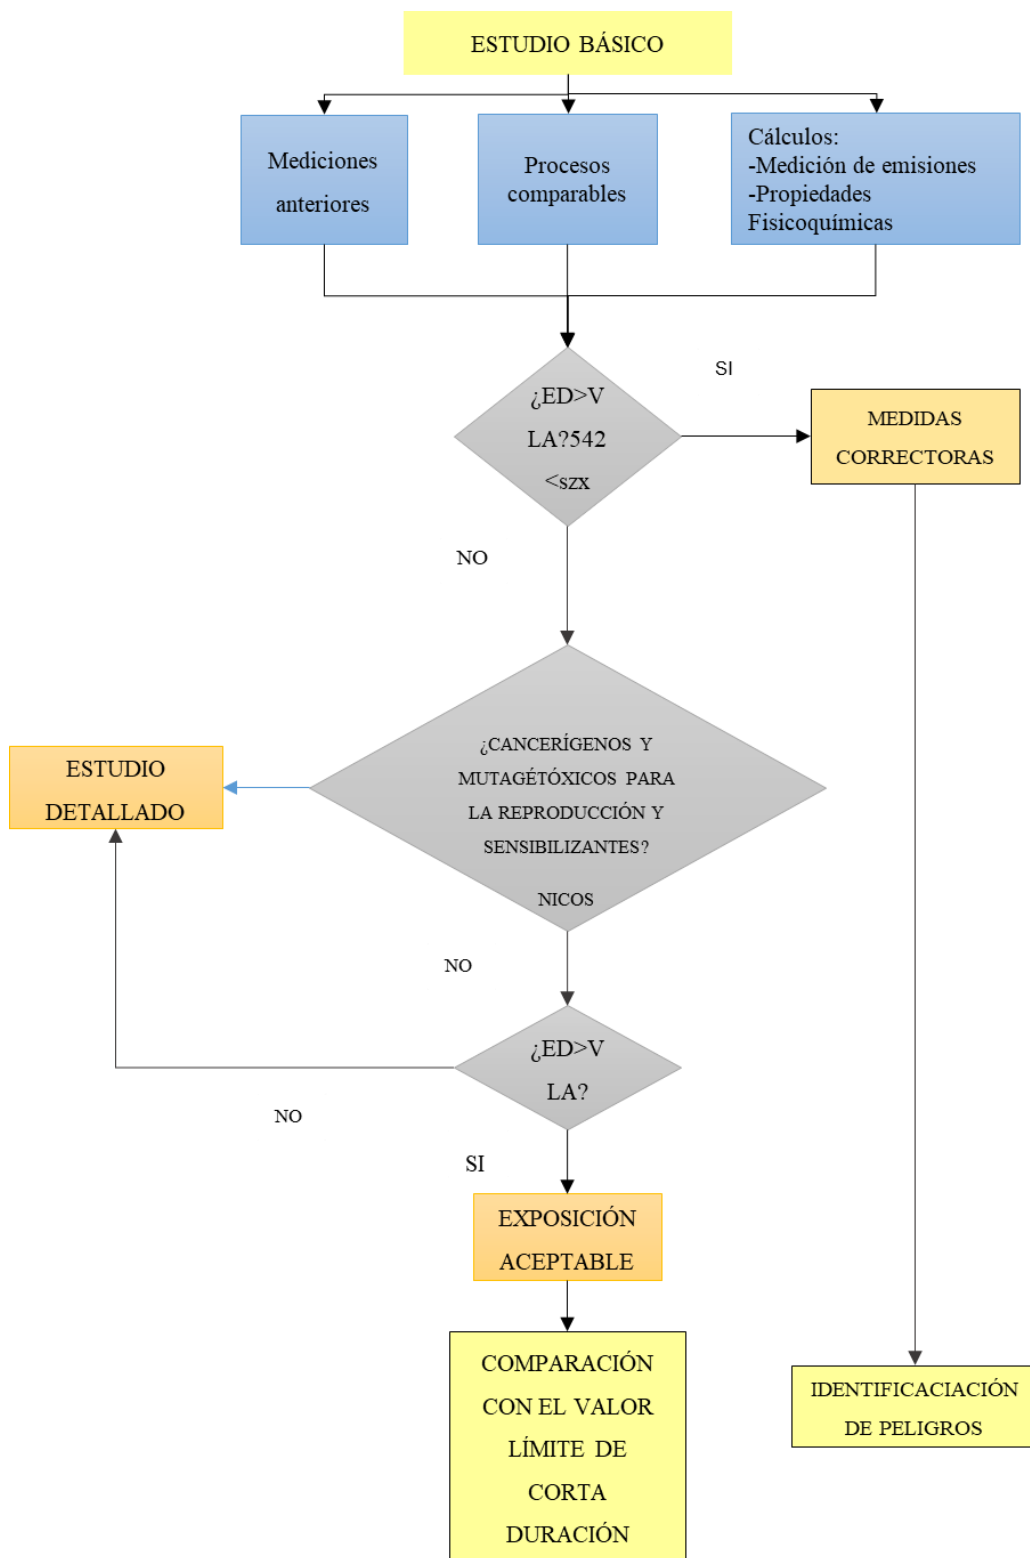 ESTUDIO BÁSICO
Mediciones
anteriores
Procesos
comparables
Cálculos:
-Medición de emisiones
-Propiedades
Fisicoquímicas
¿ED>V
LA?542
<szx
SI
MEDIDAS
CORRECTORAS
NO
¿CANCERÍGENOS Y
MUTAGÉTÓXICOS PARA
LA REPRODUCCIÓN Y
SENSIBILIZANTES?
NICOS
ESTUDIO
DETALLADO
NO
¿ED>V
LA?
NO
SI
EXPOSICIÓN
ACEPTABLE
COMPARACIÓN
CON EL VALOR
LÍMITE DE
CORTA
DURACIÓN
IDENTIFICACIACIÓN
DE PELIGROS